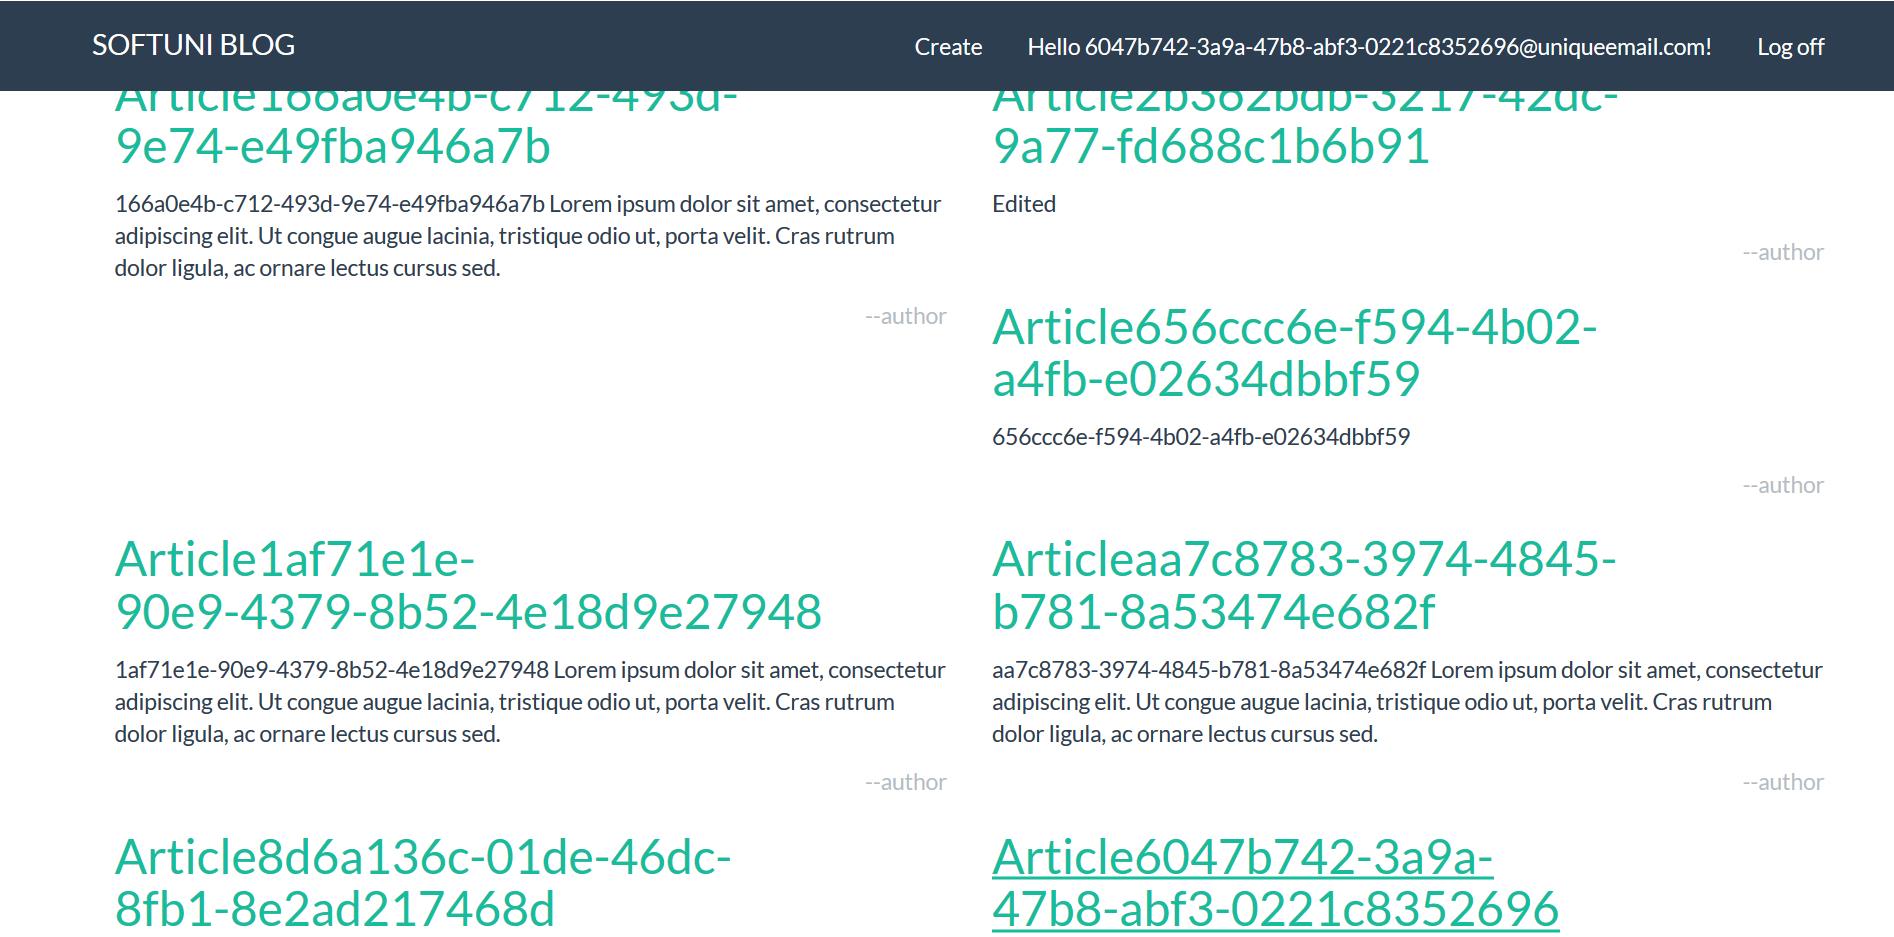 SOFTUNI BLOG
Create
Hello 6047b742-3a9a-47b8-abf3-0221c8352696@uniqueemail.com!
Log off
Article166a0e4b-c712-493d-
9e74-e49fba946a7b
166a0e4b-c712-493d-9e74-e49fba946a7b Lorem ipsum dolor sit amet, consectetur
adipiscing elit. Ut congue augue lacinia, tristique odio ut, porta velit. Cras rutrum
dolor ligula, ac ornare lectus cursus sed.
--author
Article2b362bdb-3217-42dc-
9a77-fd688c1b6b91
Edited
--author
Article656ccc6e-f594-4b02-
a4fb-e02634dbbf59
656ccc6e-f594-4b02-a4fb-e02634dbbf59
--author
Article1af71e1e-
90e9-4379-8b52-4e18d9e27948
1af71e1e-90e9-4379-8b52-4e18d9e27948 Lorem ipsum dolor sit amet, consectetur
adipiscing elit. Ut congue augue lacinia, tristique odio ut, porta velit. Cras rutrum
dolor ligula, ac ornare lectus cursus sed.
--author
Articleaa7c8783-3974-4845-
b781-8a53474e682f
aa7c8783-3974-4845-b781-8a53474e682f Lorem ipsum dolor sit amet, consectetur
adipiscing elit. Ut congue augue lacinia, tristique odio ut, porta velit. Cras rutrum
dolor ligula, ac ornare lectus cursus sed.
--author
Article8d6a136c-01de-46dc-
8fb1-8e2ad217468d
Article6047b742-3a9a-
47b8-abf3-0221c8352696